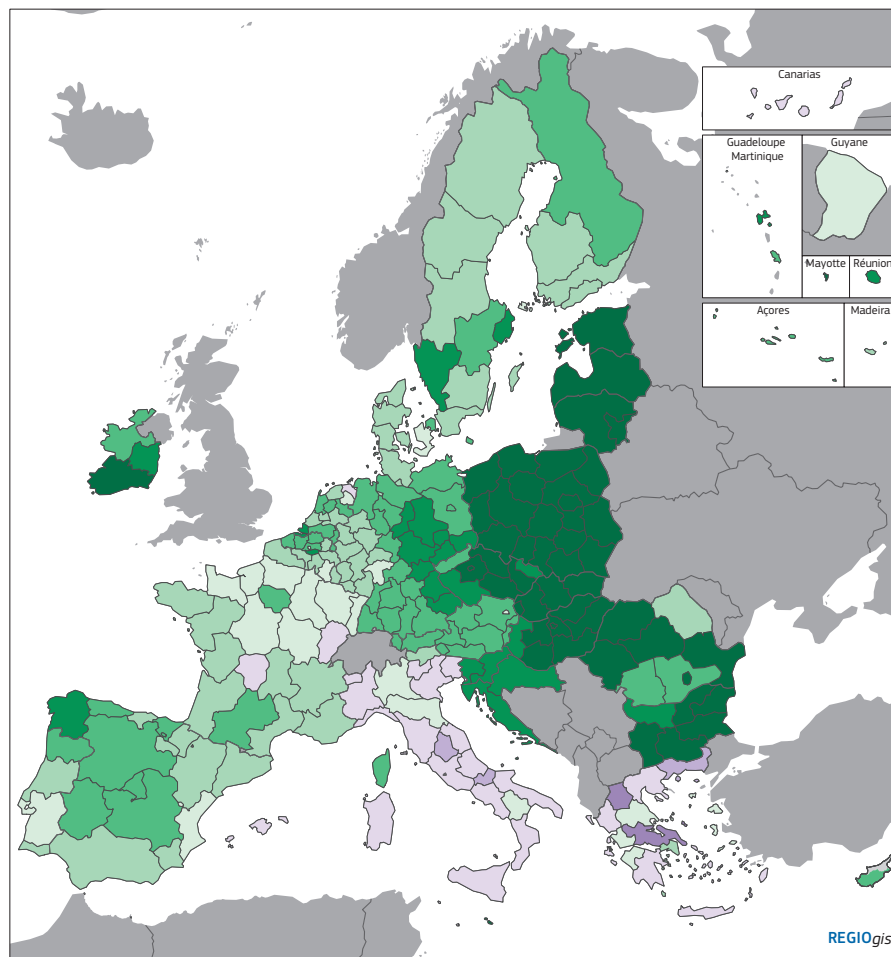 Canarias
Guadeloupe
Martinique
Guyane
Mayotte
Réunion
Açores
Madeira
REGIOgis